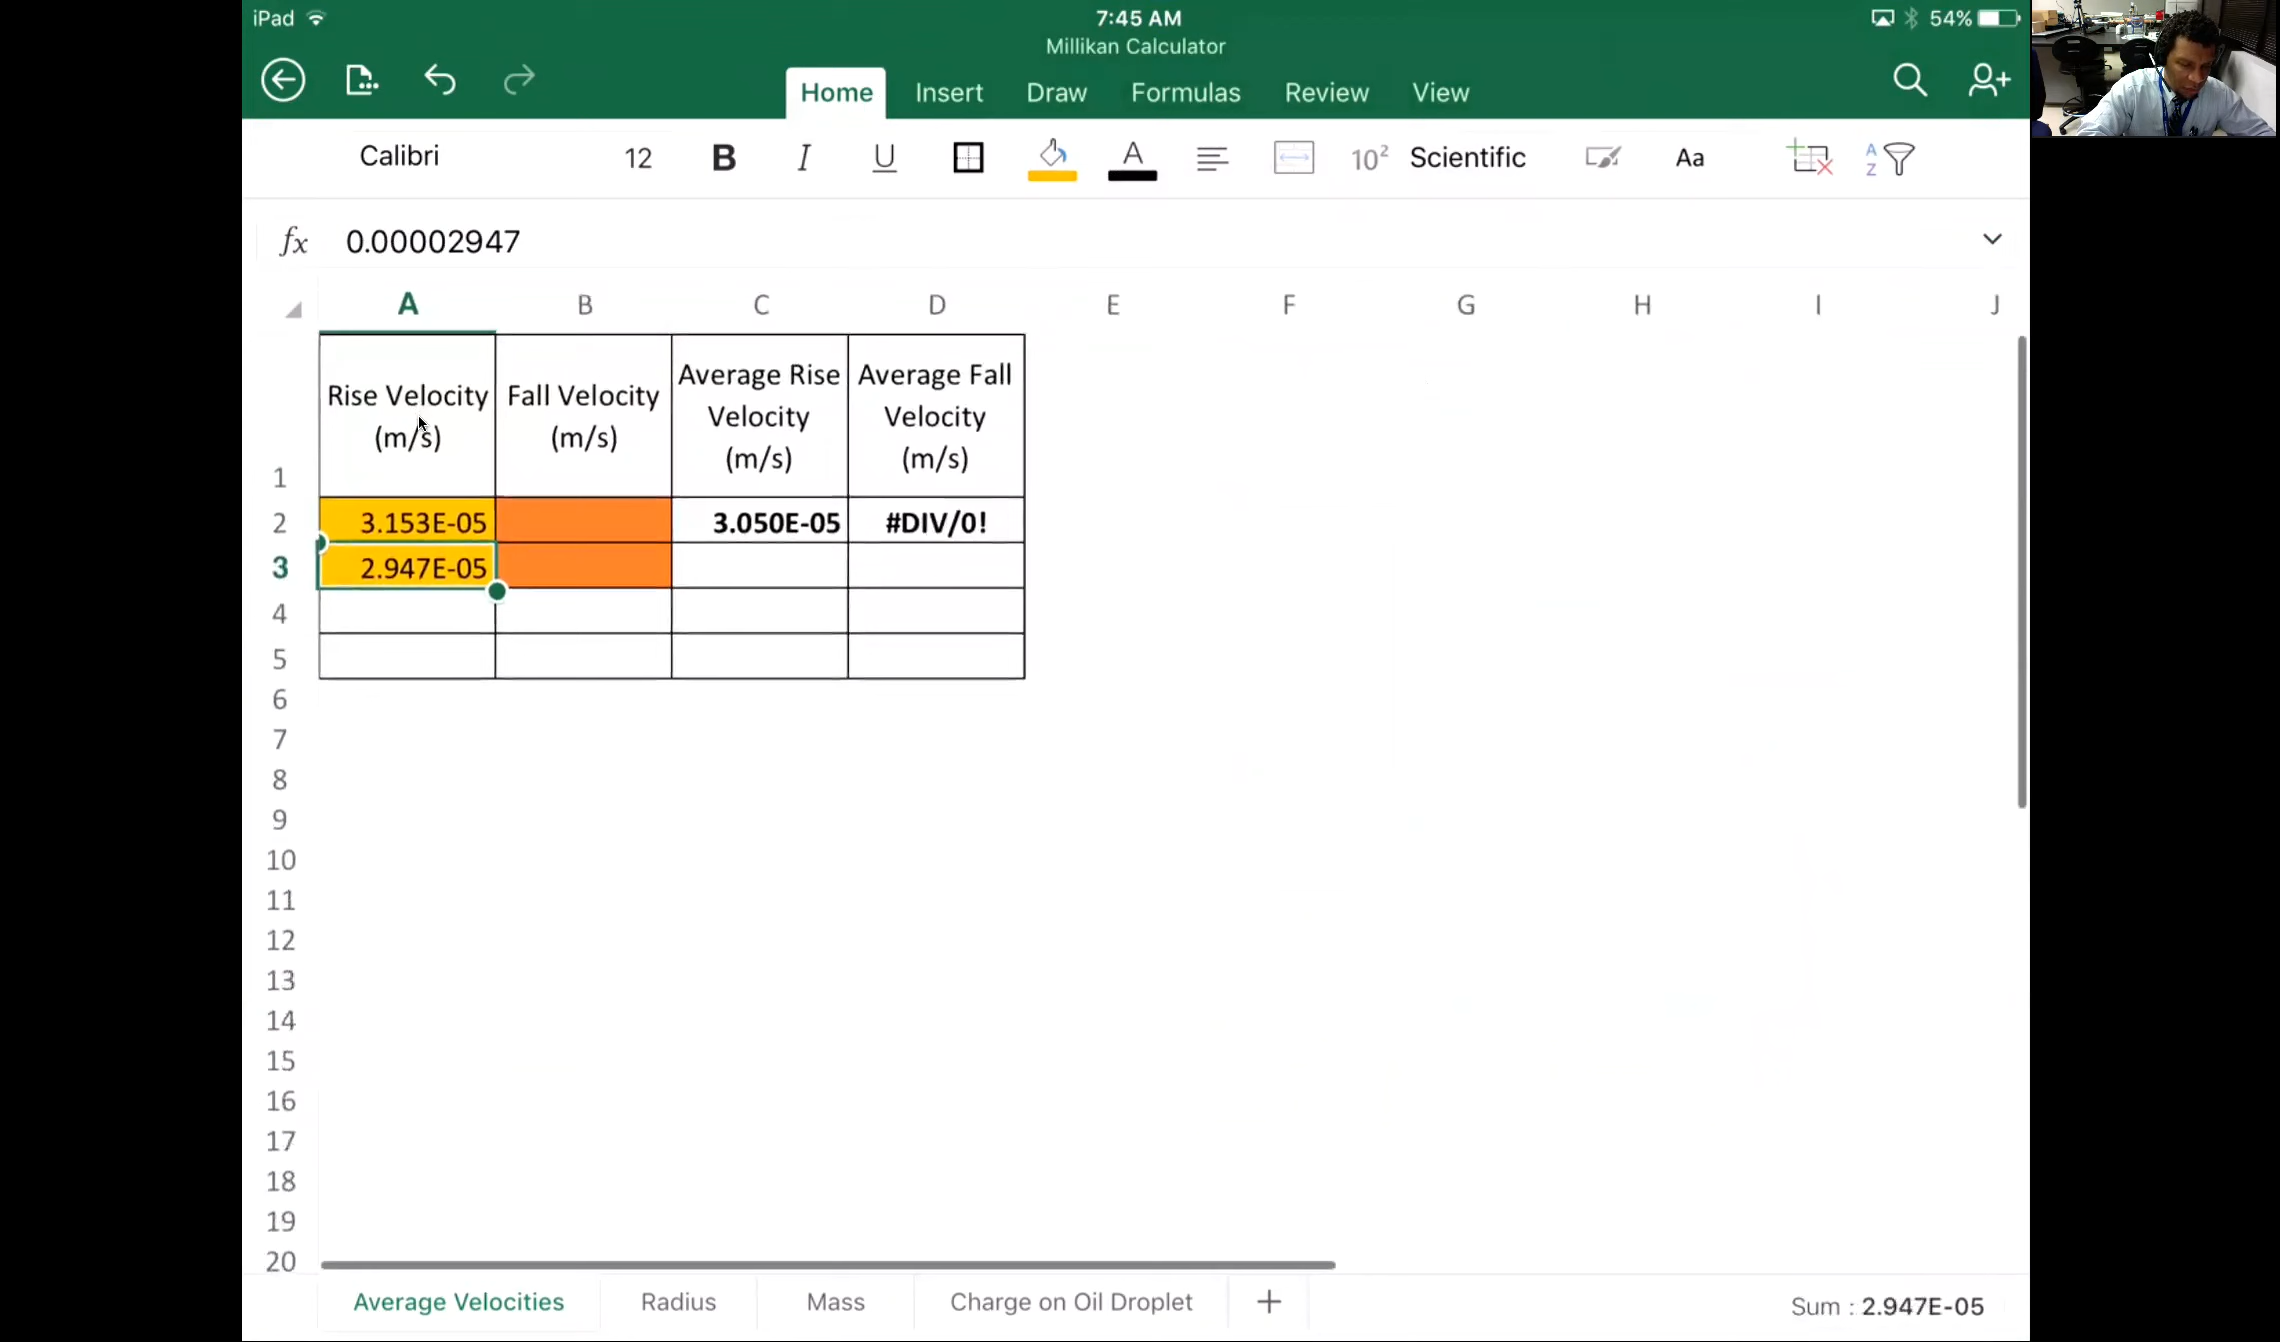 iPad
7:45 AM
54%
Millikan Calculator
Home Insert Draw Formulas Review View
Calibri 12 B I U A 10² Scientific Aa A Z
fx 0.00002947
A B C D E F G H I J
Rise Velocity
(m/s)
Fall Velocity
(m/s)
Average Rise
Velocity
(m/s)
Average Fall
Velocity
(m/s)
1
2 3.153E-05 3.050E-05 #DIV/0!
3 2.947E-05
4
5
6
7
8
9
10
11
12
13
14
15
16
17
18
19
20
Average Velocities Radius Mass Charge on Oil Droplet + Sum : 2.947E-05